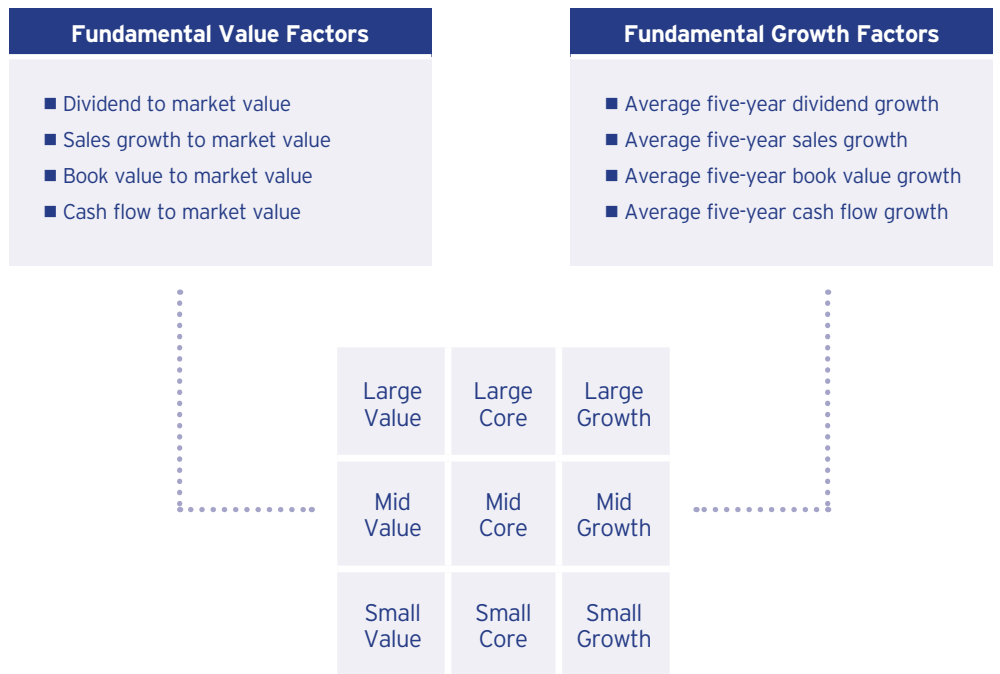 Fundamental Value Factors
Dividend to market value
Sales growth to market value
Book value to market value
Cash flow to market value
Fundamental Growth Factors
Average five-year dividend growth
Average five-year sales growth
Average five-year book value growth
Average five-year cash flow growth
Large
Value
Large
Core
Large
Growth
Mid
Value
Mid
Core
Mid
Growth
Small
Value
Small
Core
Small
Growth